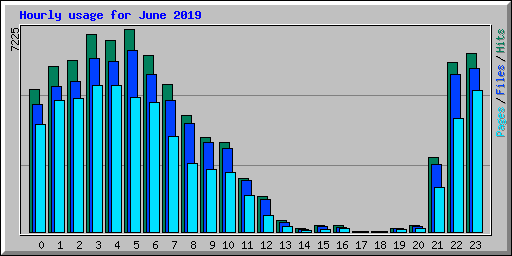 Hourly usage for June 2019
7225
Pages / Files / Hits
0 1 2 3 4 5 6 7 8 9 10 11 12 13 14 15 16 17 18 19 20 21 22 23